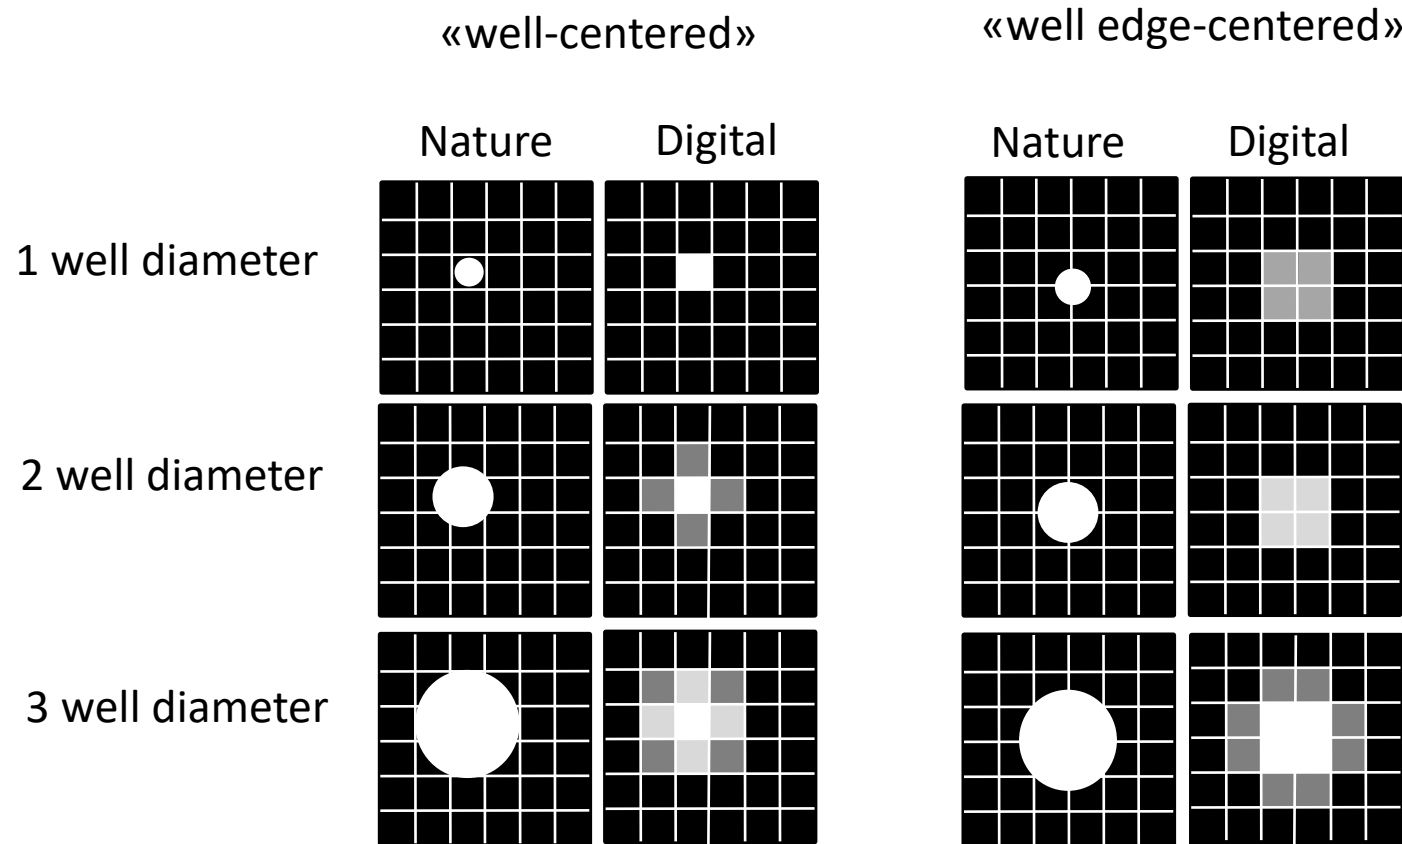 «well-centered»
«well edge-centered»
Nature
Digital
Nature
Digital
1 well diameter
2 well diameter
3 well diameter